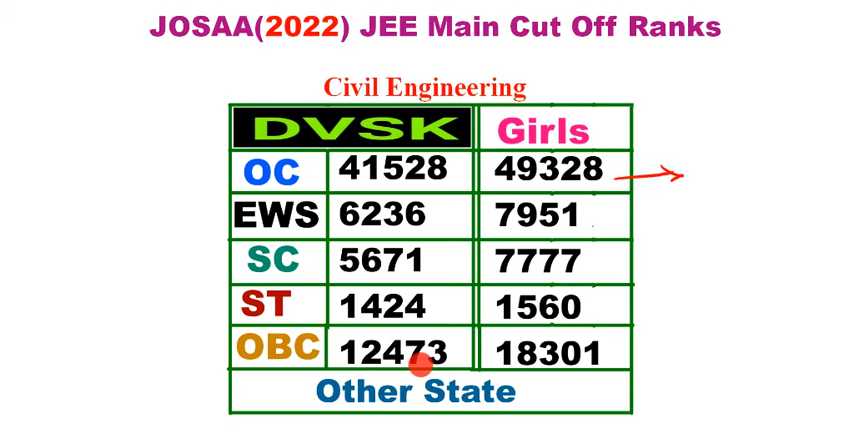 JOSAA(2022) JEE Main Cut Off Ranks
Civil Engineering
DVSK Girls
OC 41528 49328
EWS 6236 7951
SC 5671 7777
ST 1424 1560
OBC 12473 18301
Other State